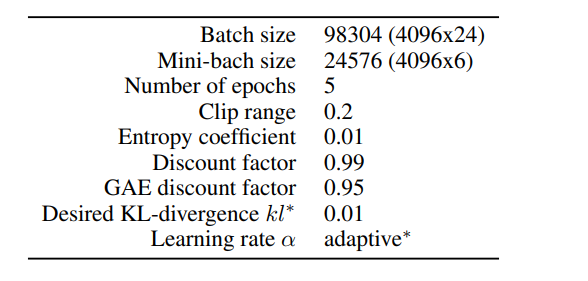 Batch size 98304 (4096x24)
Mini-bach size 24576 (4096x6)
Number of epochs 5
Clip range 0.2
Entropy coefficient 0.01
Discount factor 0.99
GAE discount factor 0.95
Desired KL-divergence kl* 0.01
Learning rate α adaptive*